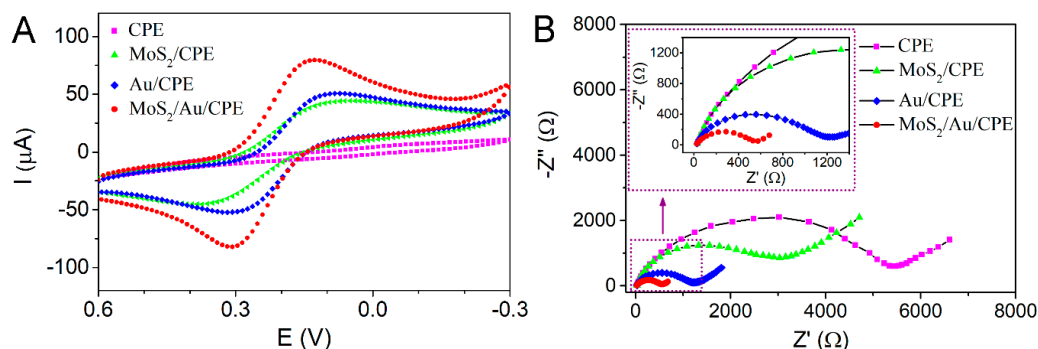 A
CPE
MoS₂/CPE
Au/CPE
MoS₂/Au/CPE
100
50
0
-50
-100
I (μA)
0.6
0.3
0.0
-0.3
E (V)
B
8000
6000
4000
2000
0
-Z" (Ω)
1200
800
400
0
-Z" (Ω)
0
400
800
1200
Z' (Ω)
CPE
MoS₂/CPE
Au/CPE
MoS₂/Au/CPE
0
2000
4000
6000
8000
Z' (Ω)